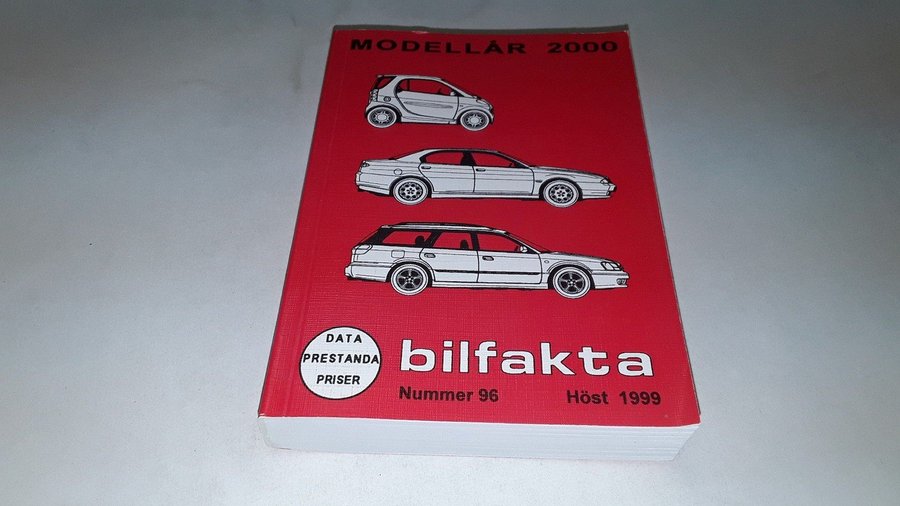 MODELLÅR 2000
DATA
PRESTANDA
PRISER
bilfakta
Nummer 96
Höst 1999